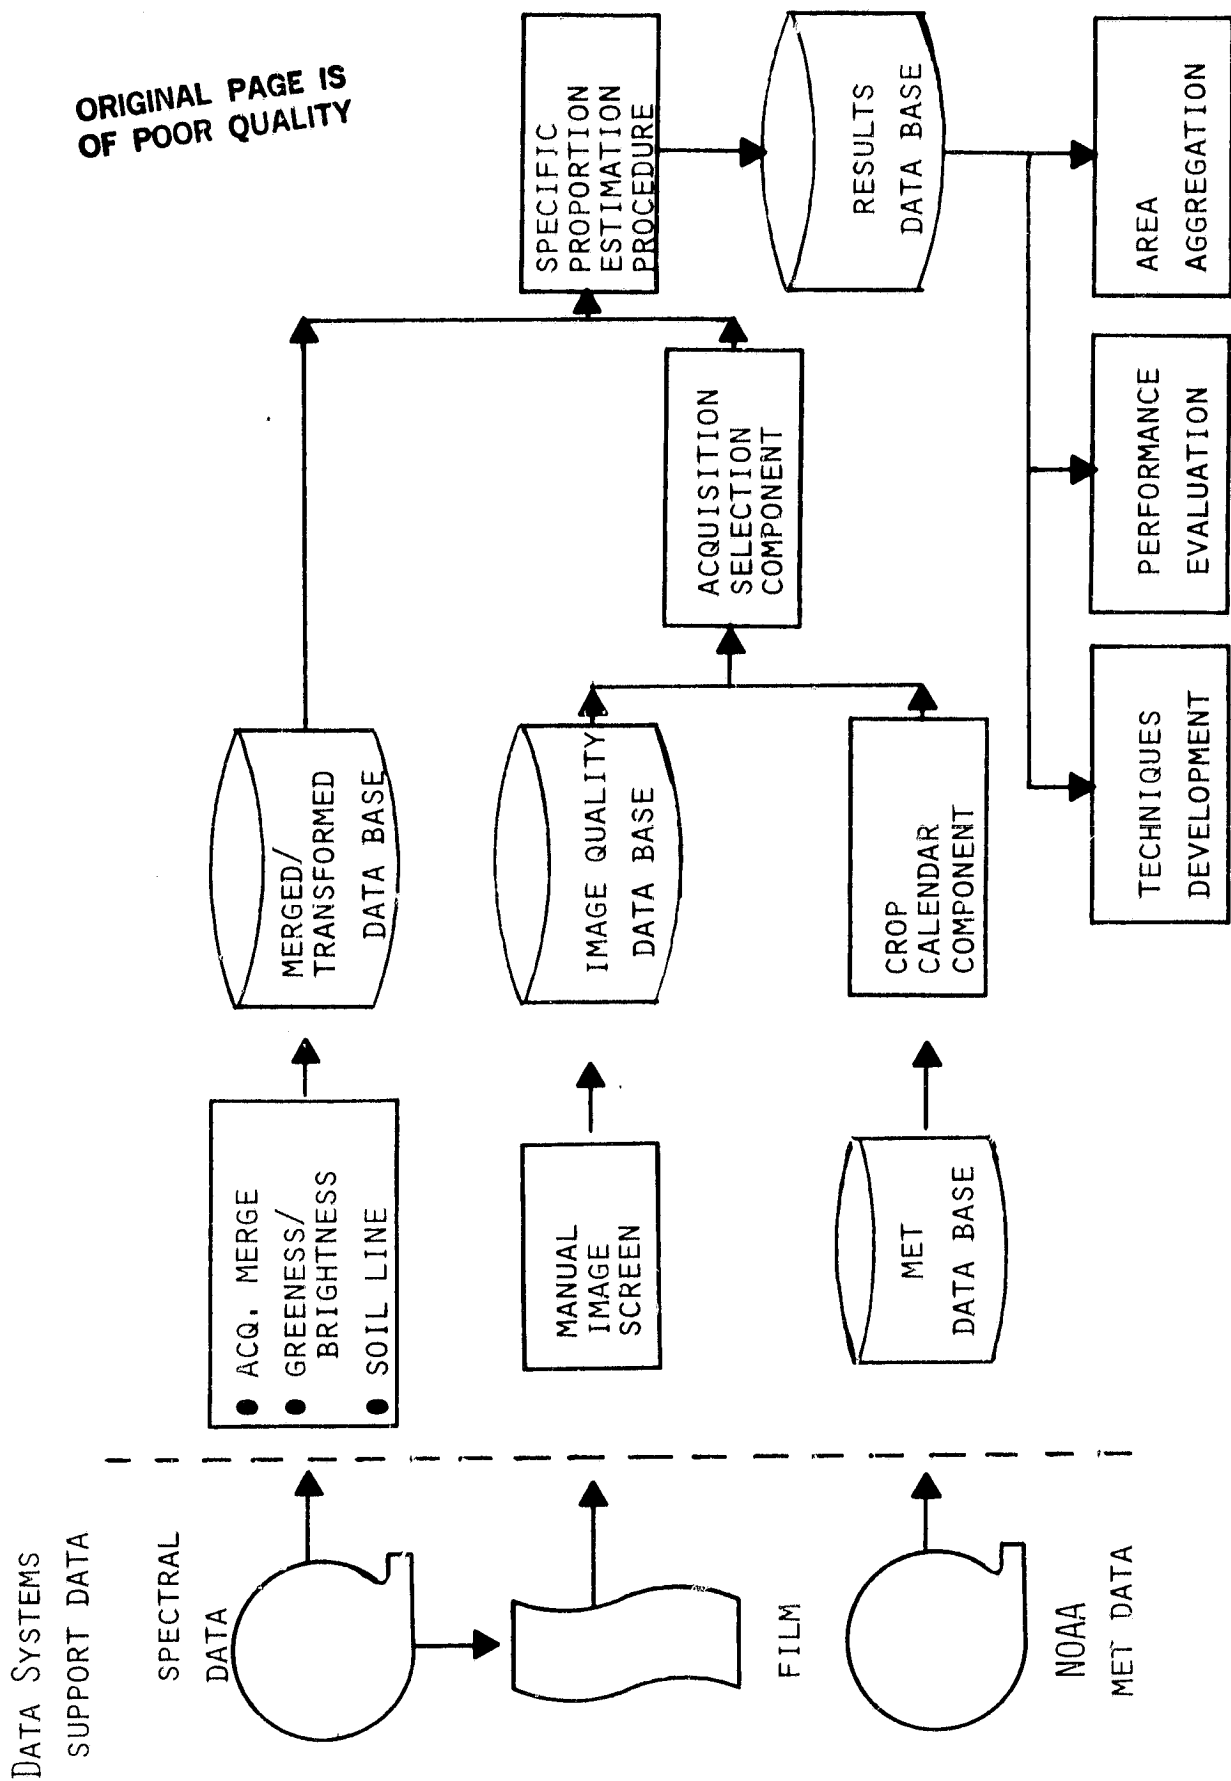 ORIGINAL PAGE IS
OF POOR QUALITY
DATA SYSTEMS
SUPPORT DATA
SPECTRAL
DATA
FILM
NOAA
MET DATA
● ACQ. MERGE
● GREENESS/
BRIGHTNESS
● SOIL LINE
MANUAL
IMAGE
SCREEN
MET
DATA BASE
MERGED/
TRANSFORMED
DATA BASE
IMAGE QUALITY
DATA BASE
CROP
CALENDAR
COMPONENT
ACQUISITION
SELECTION
COMPONENT
SPECIFIC
PROPORTION
ESTIMATION
PROCEDURE
RESULTS
DATA BASE
TECHNIQUES
DEVELOPMENT
PERFORMANCE
EVALUATION
AREA
AGGREGATION